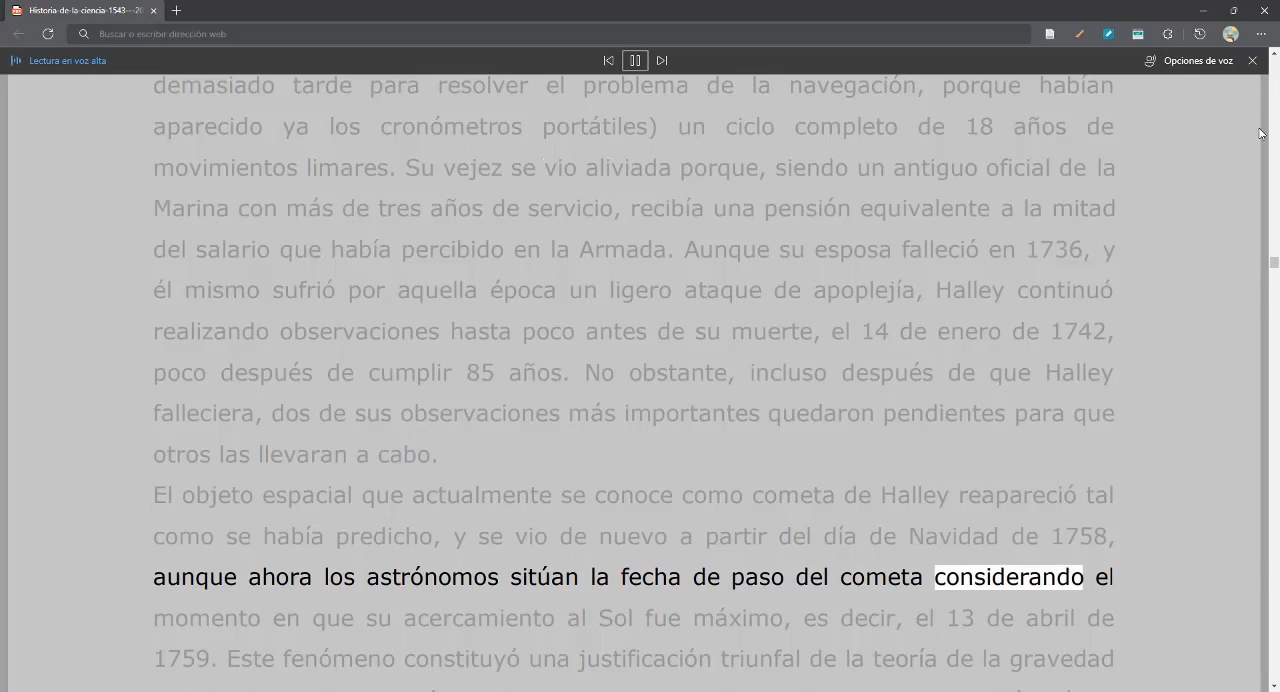 Historia-de-la-ciencia-1543---20
Buscar o escribir dirección web
Lectura en voz alta
Opciones de voz
demasiado tarde para resolver el problema de la navegación, porque habían
aparecido ya los cronómetros portátiles) un ciclo completo de 18 años de
movimientos limares. Su vejez se vio aliviada porque, siendo un antiguo oficial de la
Marina con más de tres años de servicio, recibía una pensión equivalente a la mitad
del salario que había percibido en la Armada. Aunque su esposa falleció en 1736, y
él mismo sufrió por aquella época un ligero ataque de apoplejía, Halley continuó
realizando observaciones hasta poco antes de su muerte, el 14 de enero de 1742,
poco después de cumplir 85 años. No obstante, incluso después de que Halley
falleciera, dos de sus observaciones más importantes quedaron pendientes para que
otros las llevaran a cabo.
El objeto espacial que actualmente se conoce como cometa de Halley reapareció tal
como se había predicho, y se vio de nuevo a partir del día de Navidad de 1758,
aunque ahora los astrónomos sitúan la fecha de paso del cometa considerando el
momento en que su acercamiento al Sol fue máximo, es decir, el 13 de abril de
1759. Este fenómeno constituyó una justificación triunfal de la teoría de la gravedad